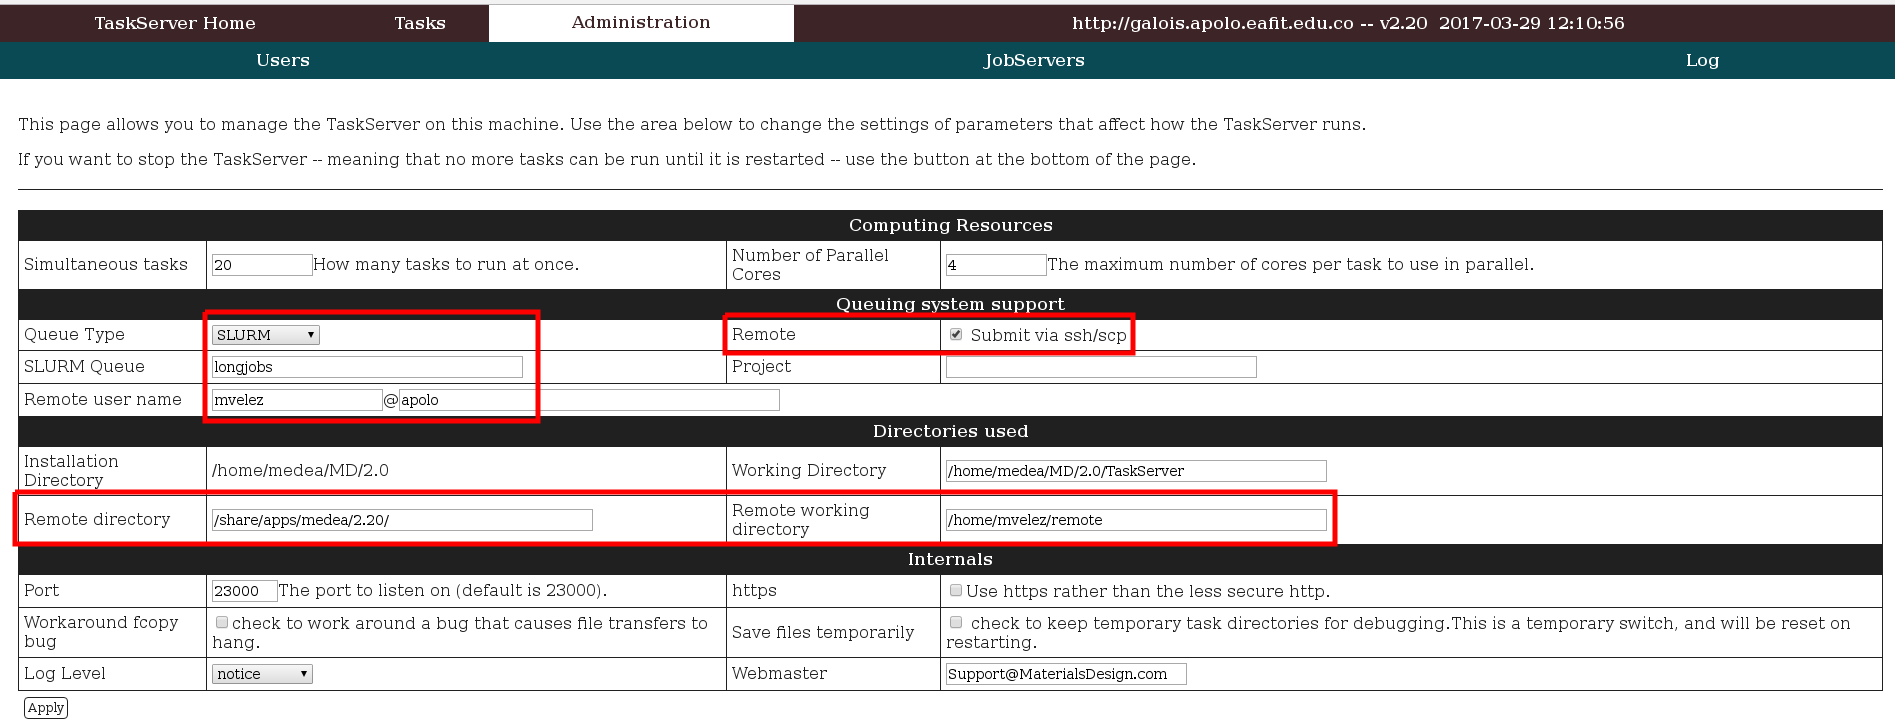 TaskServer Home Tasks Administration http://galois.apolo.eafit.edu.co -- v2.20 2017-03-29 12:10:56
Users JobServers Log
This page allows you to manage the TaskServer on this machine. Use the area below to change the settings of parameters that affect how the TaskServer runs.
If you want to stop the TaskServer -- meaning that no more tasks can be run until it is restarted -- use the button at the bottom of the page.
Computing Resources
Simultaneous tasks 20 How many tasks to run at once. Number of Parallel Cores 4 The maximum number of cores per task to use in parallel.
Queuing system support
Queue Type SLURM Remote Submit via ssh/scp
SLURM Queue longjobs Project
Remote user name mvelez @ apolo
Directories used
Installation Directory /home/medea/MD/2.0 Working Directory /home/medea/MD/2.0/TaskServer
Remote directory /share/apps/medea/2.20/ Remote working directory /home/mvelez/remote
Internals
Port 23000 The port to listen on (default is 23000). https Use https rather than the less secure http.
Workaround fcopy bug check to work around a bug that causes file transfers to hang. Save files temporarily check to keep temporary task directories for debugging.This is a temporary switch, and will be reset on restarting.
Log Level notice Webmaster Support@MaterialsDesign.com
Apply